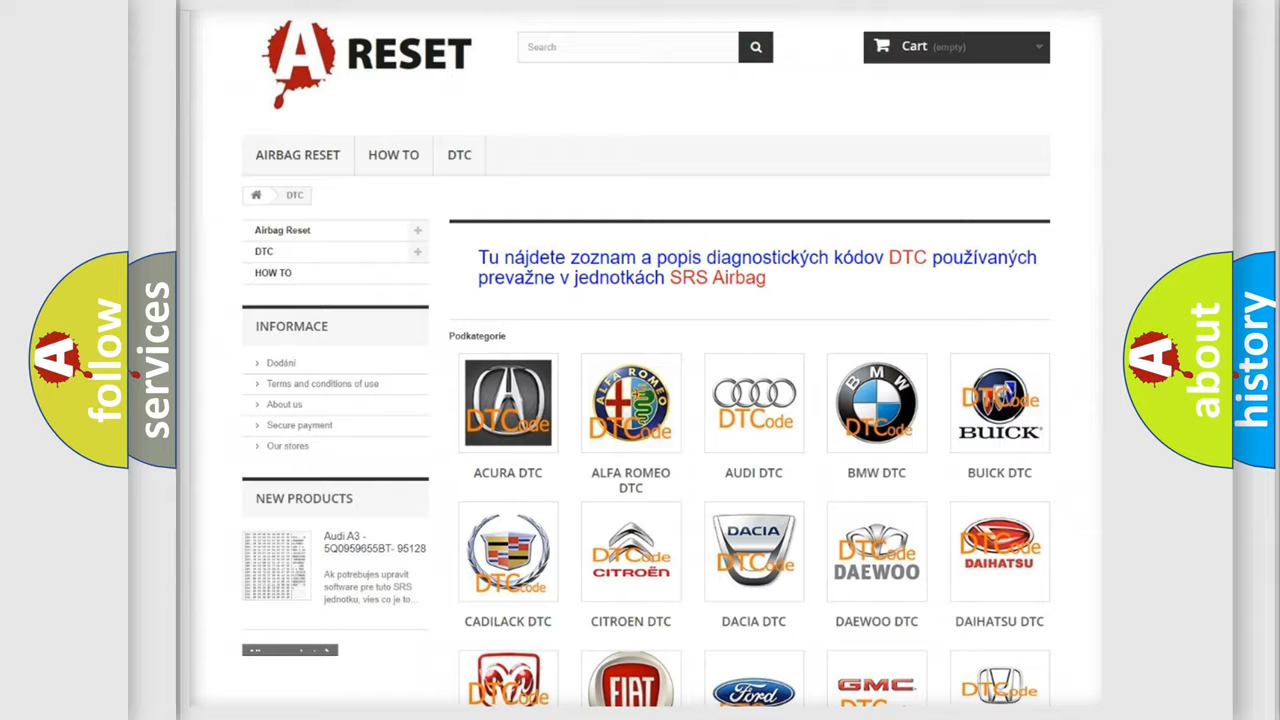 A RESET
Search
Cart (empty)
AIRBAG RESET
HOW TO
DTC
DTC
Airbag Reset
DTC
HOW TO
INFORMACE
Dodání
Terms and conditions of use
About us
Secure payment
Our stores
NEW PRODUCTS
Audi A3 -
5Q0959655BT- 95128
Ak potrebujes upravit
software pre tuto SRS
jednotku, vies co je to...
Tu nájdete zoznam a popis diagnostických kódov DTC používaných
prevažne v jednotkách SRS Airbag
Podkategorie
DTCode
ALFA ROMEO
DTCode
DTCode
BMW
DTCode
DTCode
BUICK
ACURA DTC
ALFA ROMEO
DTC
AUDI DTC
BMW DTC
BUICK DTC
DTCode
DTCode
CITROËN
DACIA
DTCode
DTCode
DAEWOO
DTCode
DAIHATSU
CADILACK DTC
CITROEN DTC
DACIA DTC
DAEWOO DTC
DAIHATSU DTC
DTCode
FIAT
Ford
GMC
DTCode
A follow
services
A about
history